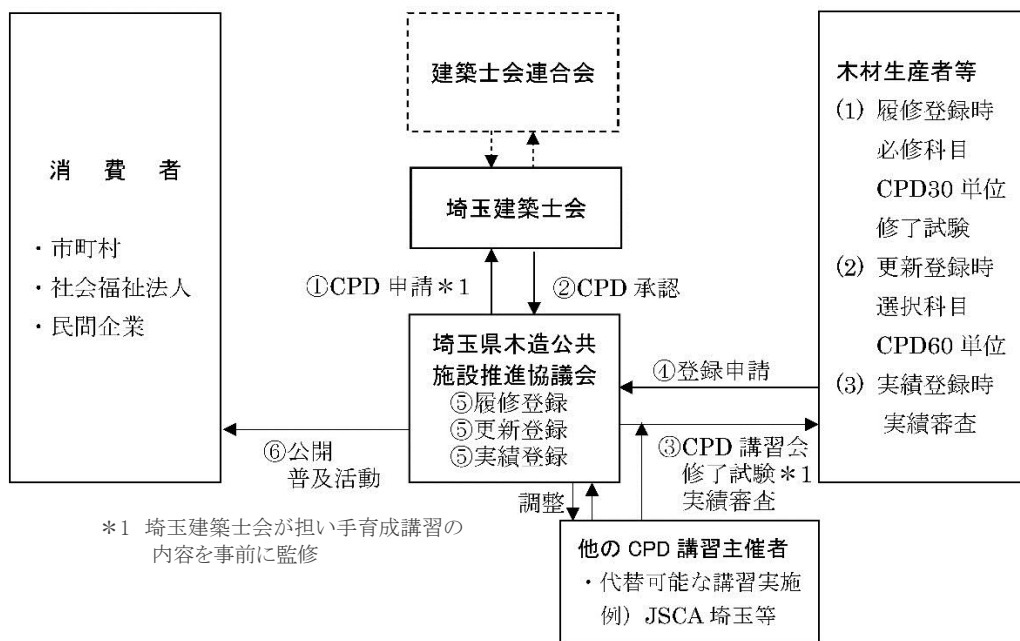 消 費 者
・市町村
・社会福祉法人
・民間企業
建築士会連合会
埼玉建築士会
①CPD 申請＊1
②CPD 承認
埼玉県木造公共
施設推進協議会
⑤履修登録
⑤更新登録
⑤実績登録
⑥公開
普及活動
④登録申請
③CPD 講習会
修了試験＊1
実績審査
調整
木材生産者等
(1) 履修登録時
必修科目
CPD30 単位
修了試験
(2) 更新登録時
選択科目
CPD60 単位
(3) 実績登録時
実績審査
他の CPD 講習主催者
・代替可能な講習実施
例）JSCA 埼玉等
＊1 埼玉建築士会が担い手育成講習の
内容を事前に監修